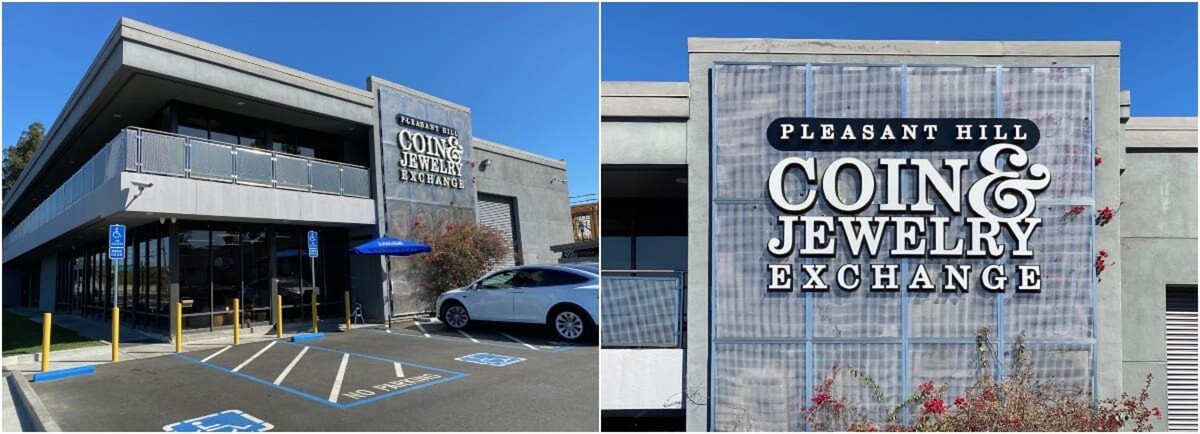 PLEASANT HILL
COIN&
JEWELRY
EXCHANGE
NO PARKING
PLEASANT HILL
COIN&
JEWELRY
EXCHANGE